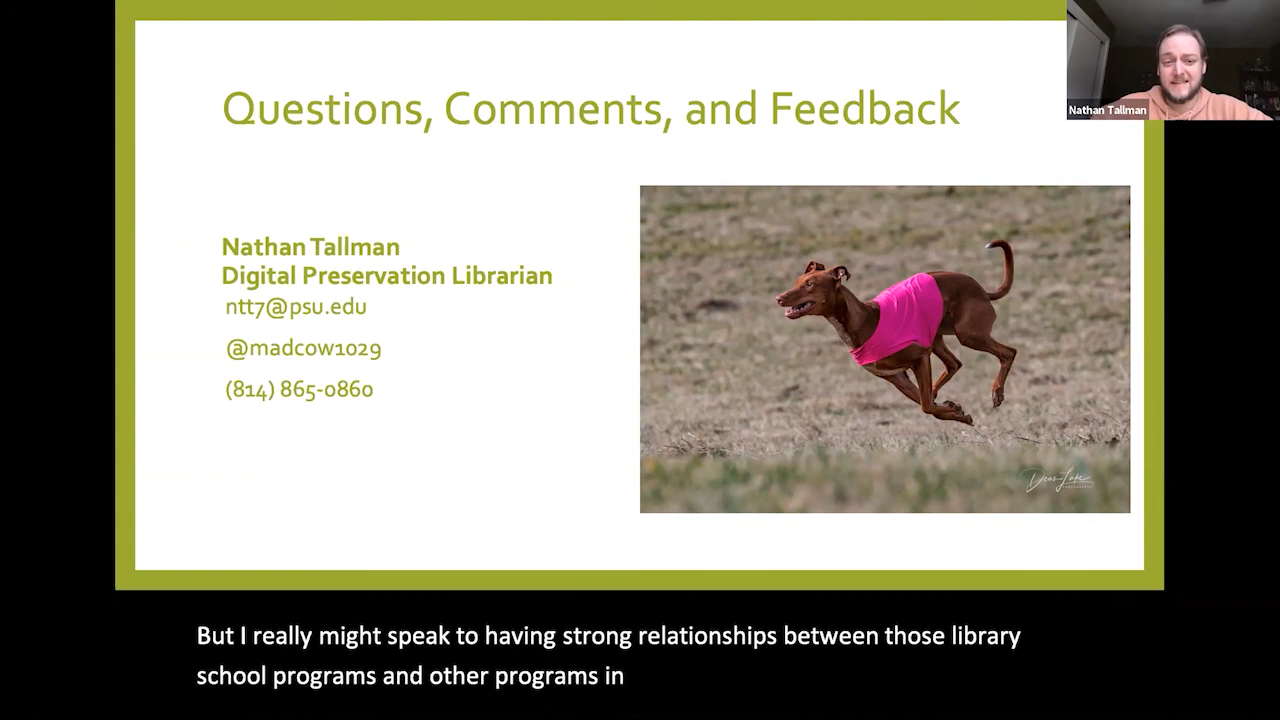 Questions, Comments, and Feedback
Nathan Tallman
Nathan Tallman
Digital Preservation Librarian
ntt7@psu.edu
@madcow1029
(814) 865-0860
But I really might speak to having strong relationships between those library
school programs and other programs in